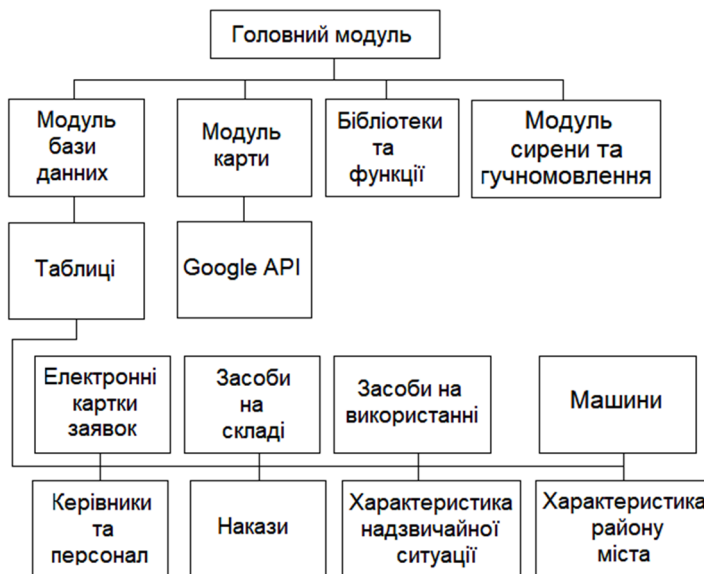 Головний модуль
Модуль
бази
данних
Модуль
карти
Бібліотеки
та
функції
Модуль
сирени та
гучномовлення
Таблиці
Google API
Електронні
картки
заявок
Засоби
на
складі
Засоби на
використанні
Машини
Керівники
та
персонал
Накази
Характеристика
надзвичайної
ситуації
Характеристика
району
міста